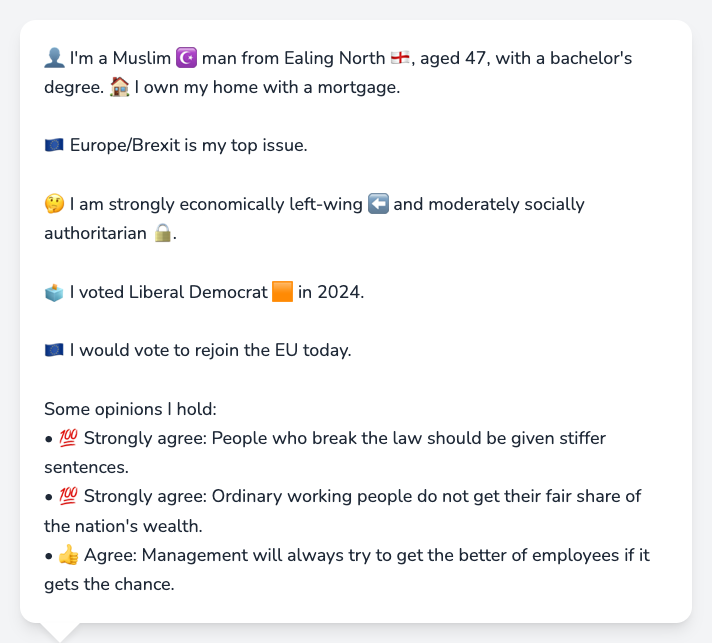 👤 I'm a Muslim ☪️ man from Ealing North 🏴󠁧󠁢󠁥󠁮󠁧󠁿, aged 47, with a bachelor's
degree. 🏠 I own my home with a mortgage.
🇪🇺 Europe/Brexit is my top issue.
🤔 I am strongly economically left-wing ⬅️ and moderately socially
authoritarian 🔒.
🗳️ I voted Liberal Democrat 🟧 in 2024.
🇪🇺 I would vote to rejoin the EU today.
Some opinions I hold:
• 💯 Strongly agree: People who break the law should be given stiffer
sentences.
• 💯 Strongly agree: Ordinary working people do not get their fair share of
the nation's wealth.
• 👍 Agree: Management will always try to get the better of employees if it
gets the chance.